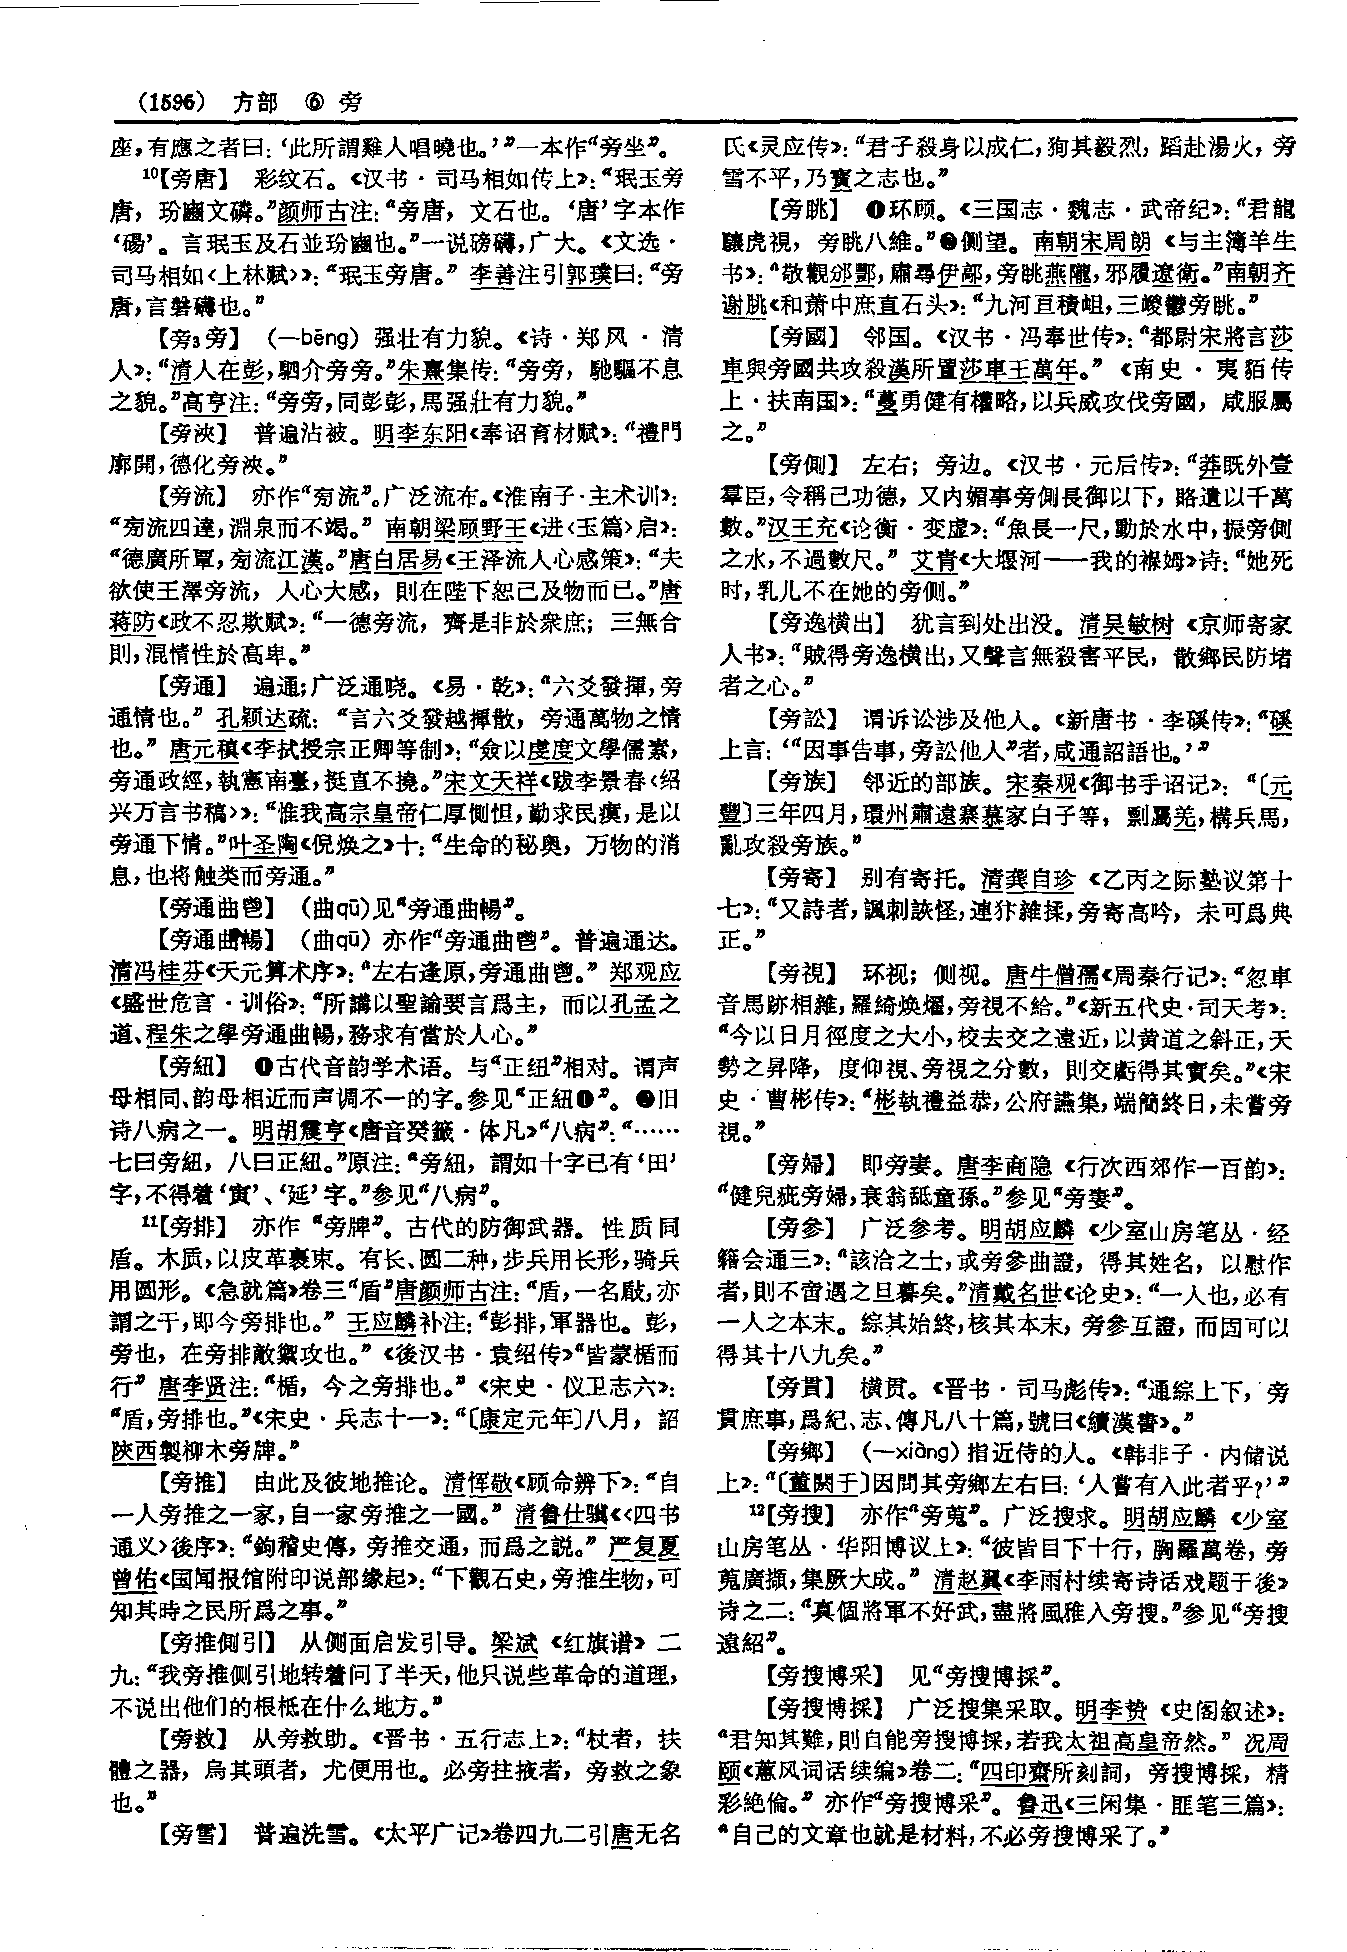 (1596) 方部 ⑥ 旁
座，有應之者曰：‘此所謂雞人唱曉也。’”一本作“旁坐”。
10【旁唐】 彩纹石。《汉书·司马相如传上》：“珉玉旁
唐，玢豳文磷。”颜师古注：“旁唐，文石也。‘唐’字本作
‘碭’。言珉玉及石並玢豳也。”一说磅礴，广大。《文选·
司马相如〈上林赋〉》：“珉玉旁唐。”李善注引郭璞曰：“旁
唐，言磐礴也。”
【旁3旁】（一bēng）强壮有力貌。《诗·郑风·清
人》：“清人在彭，駟介旁旁。”朱熹集传：“旁旁，馳驅不息
之貌。”高亨注：“旁旁，同彭彭，馬强壮有力貌。”
【旁浹】 普遍沾被。明李东阳《奉诏育材赋》：“禮門
廓開，德化旁浹。”
【旁流】 亦作“㫄流”。广泛流布。《淮南子·主术训》：
“㫄流四達，淵泉而不竭。”南朝梁顾野王《进〈玉篇〉启》：
“德廣所覃，㫄流江漢。”唐白居易《王泽流人心感策》：“夫
欲使王澤旁流，人心大感，則在陛下恕己及物而已。”唐
蒋防《政不忍欺赋》：“一德旁流，齊是非於衆庶；三無合
則，混情性於高卑。”
【旁通】 遍通；广泛通晓。《易·乾》：“六爻發揮，旁
通情也。”孔颖达疏：“言六爻發越揮散，旁通萬物之情
也。”唐元稹《李拭授宗正卿等制》：“僉以虔度文學儒素，
旁通政經，執憲南臺，挺直不撓。”宋文天祥《跋李景春〈绍
兴万言书稿〉》：“惟我高宗皇帝仁厚惻怛，勤求民瘼，是以
旁通下情。”叶圣陶《倪焕之》十：“生命的秘奥，万物的消
息，也将触类而旁通。”
【旁通曲鬯】（曲qū）见“旁通曲暢”。
【旁通曲暢】（曲qū）亦作“旁通曲鬯”。普遍通达。
清冯桂芬《天元算术序》：“左右逢原，旁通曲鬯。”郑观应
《盛世危言·训俗》：“所講以聖諭要言爲主，而以孔孟之
道、程朱之學旁通曲暢，務求有當於人心。”
【旁紐】 ❶古代音韵学术语。与“正纽”相对。谓声
母相同、韵母相近而声调不一的字。参见“正紐❶”。❷旧
诗八病之一。明胡震亨《唐音癸籤·体凡》“八病”：“……
七曰旁紐，八曰正紐。”原注：“旁紐，謂如十字已有‘田’
字，不得着‘寅’、‘延’字。”参见“八病”。
11【旁排】 亦作“旁牌”。古代的防御武器。性质同
盾。木质，以皮革裹束。有长、圆二种，步兵用长形，骑兵
用圆形。《急就篇》卷三“盾”唐颜师古注：“盾，一名瞂，亦
謂之干，即今旁排也。”王应麟补注：“彭排，軍器也。彭，
旁也，在旁排敵禦攻也。”《後汉书·袁绍传》“皆蒙楯而
行”唐李贤注：“楯，今之旁排也。”《宋史·仪卫志六》：
“盾，旁排也。”《宋史·兵志十一》：“〔康定元年〕八月，詔
陝西製柳木旁牌。”
【旁推】 由此及彼地推论。清恽敬《顾命辨下》：“自
一人旁推之一家，自一家旁推之一國。”清鲁仕骥《〈四书
通义〉後序》：“鉤稽史傳，旁推交通，而爲之説。”严复夏
曾佑《国闻报馆附印说部缘起》：“下觀石史，旁推生物，可
知其時之民所爲之事。”
【旁推側引】 从侧面启发引导。梁斌《红旗谱》二
九：“我旁推侧引地转着问了半天，他只说些革命的道理，
不说出他们的根柢在什么地方。”
【旁救】 从旁救助。《晋书·五行志上》：“杖者，扶
體之器，烏其頭者，尤便用也。必旁拄掖者，旁救之象
也。”
【旁雪】 普遍洗雪。《太平广记》卷四九二引唐无名
氏《灵应传》：“君子殺身以成仁，狥其毅烈，蹈赴湯火，旁
雪不平，乃寳之志也。”
【旁眺】 ❶环顾。《三国志·魏志·武帝纪》：“君龍
驤虎視，旁眺八維。”❷侧望。南朝宋周朗《与主簿羊生
书》：“敬觀邠酆，肅尋伊鄗，旁眺燕隴，邪履遼衛。”南朝齐
谢朓《和萧中庶直石头》：“九河亘積岨，三嵕鬱旁眺。”
【旁國】 邻国。《汉书·冯奉世传》：“都尉宋將言莎
車與旁國共攻殺漢所置莎車王萬年。”《南史·夷貊传
上·扶南国》：“蔓勇健有權略，以兵威攻伐旁國，咸服屬
之。”
【旁側】 左右；旁边。《汉书·元后传》：“莽既外壹
羣臣，令稱己功德，又内媚事旁側長御以下，賂遺以千萬
數。”汉王充《论衡·变虚》：“魚長一尺，動於水中，振旁側
之水，不過數尺。”艾青《大堰河——我的褓姆》诗：“她死
时，乳儿不在她的旁侧。”
【旁逸横出】 犹言到处出没。清吴敏树《京师寄家
人书》：“賊得旁逸横出，又聲言無殺害平民，散鄉民防堵
者之心。”
【旁訟】 谓诉讼涉及他人。《新唐书·李磎传》：“磎
上言：‘“因事告事，旁訟他人”者，咸通詔語也。’”
【旁族】 邻近的部族。宋秦观《御书手诏记》：“〔元
豐〕三年四月，環州肅遠寨慕家白子等，剽屬羌，構兵馬，
亂攻殺旁族。”
【旁寄】 别有寄托。清龚自珍《乙丙之际塾议第十
七》：“又詩者，諷刺詼怪，連犿雜揉，旁寄高吟，未可爲典
正。”
【旁視】 环视；侧视。唐牛僧孺《周秦行记》：“忽車
音馬跡相雜，羅綺焕燿，旁視不給。”《新五代史·司天考》：
“今以日月徑度之大小，校去交之遠近，以黄道之斜正，天
勢之昇降，度仰視、旁視之分數，則交虧得其實矣。”《宋
史·曹彬传》：“彬執禮益恭，公府讌集，端簡終日，未嘗旁
視。”
【旁婦】 即旁妻。唐李商隐《行次西郊作一百韵》：
“健兒疵旁婦，衰翁舐童孫。”参见“旁妻”。
【旁参】 广泛参考。明胡应麟《少室山房笔丛·经
籍会通三》：“該洽之士，或旁參曲證，得其姓名，以慰作
者，則不啻遇之旦暮矣。”清戴名世《论史》：“一人也，必有
一人之本末。綜其始終，核其本末，旁參互證，而固可以
得其十八九矣。”
【旁貫】 横贯。《晋书·司马彪传》：“通綜上下，旁
貫庶事，爲紀、志、傳凡八十篇，號曰《續漢書》。”
【旁鄉】（一xiàng）指近侍的人。《韩非子·内储说
上》：“〔董閼于〕因問其旁鄉左右曰：‘人嘗有入此者乎？’”
12【旁搜】 亦作“旁蒐”。广泛搜求。明胡应麟《少室
山房笔丛·华阳博议上》：“彼皆目下十行，胸羅萬卷，旁
蒐廣擷，集厥大成。”清赵翼《李雨村续寄诗话戏题于後》
诗之二：“真個將軍不好武，盡將風雅入旁搜。”参见“旁搜
遠紹”。
【旁搜博采】 见“旁搜博採”。
【旁搜博採】 广泛搜集采取。明李贽《史阁叙述》：
“君知其難，則自能旁搜博採，若我太祖高皇帝然。”况周
颐《蕙风词话续编》卷二：“四印齋所刻詞，旁搜博採，精
彩絶倫。”亦作“旁搜博采”。鲁迅《三闲集·匪笔三篇》：
“自己的文章也就是材料，不必旁搜博采了。”